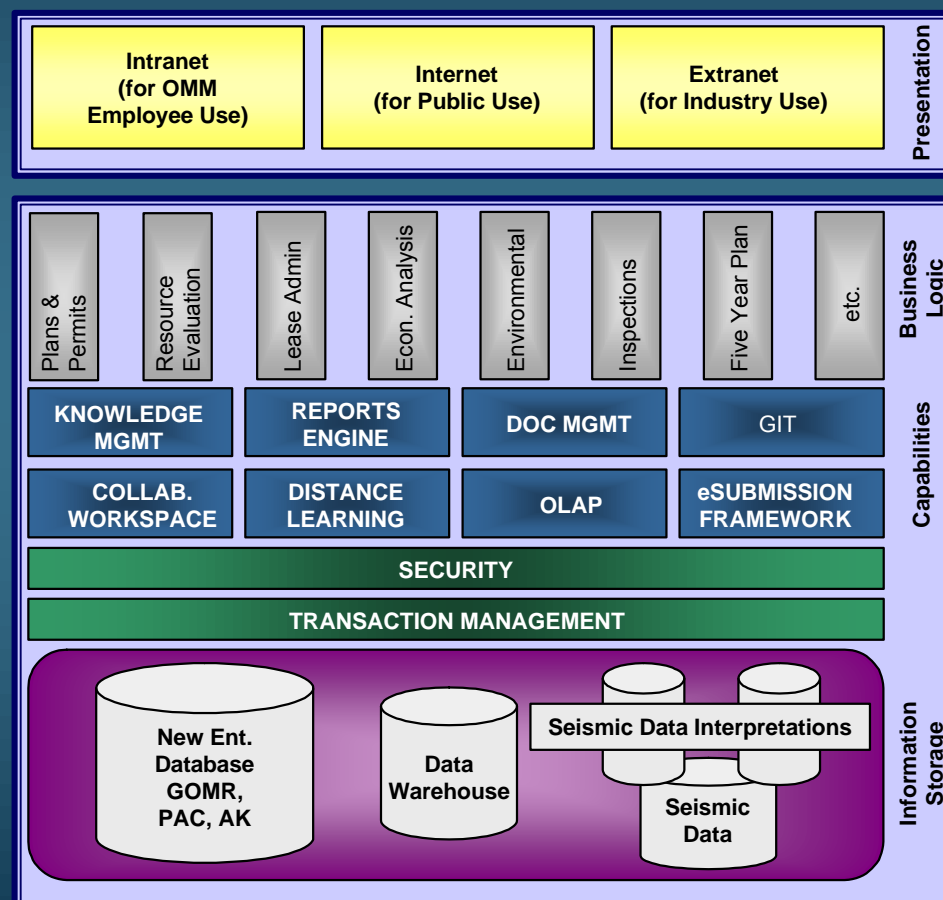 Intranet
(for OMM
Employee Use)
Internet
(for Public Use)
Extranet
(for Industry Use)
Presentation
Plans &
Permits
Resource
Evaluation
Lease Admin
Econ. Analysis
Environmental
Inspections
Five Year Plan
etc.
Business
Logic
KNOWLEDGE
MGMT
REPORTS
ENGINE
DOC MGMT
GIT
COLLAB.
WORKSPACE
DISTANCE
LEARNING
OLAP
eSUBMISSION
FRAMEWORK
Capabilities
SECURITY
TRANSACTION MANAGEMENT
New Ent.
Database
GOMR,
PAC, AK
Data
Warehouse
Seismic Data Interpretations
Seismic
Data
Information
Storage